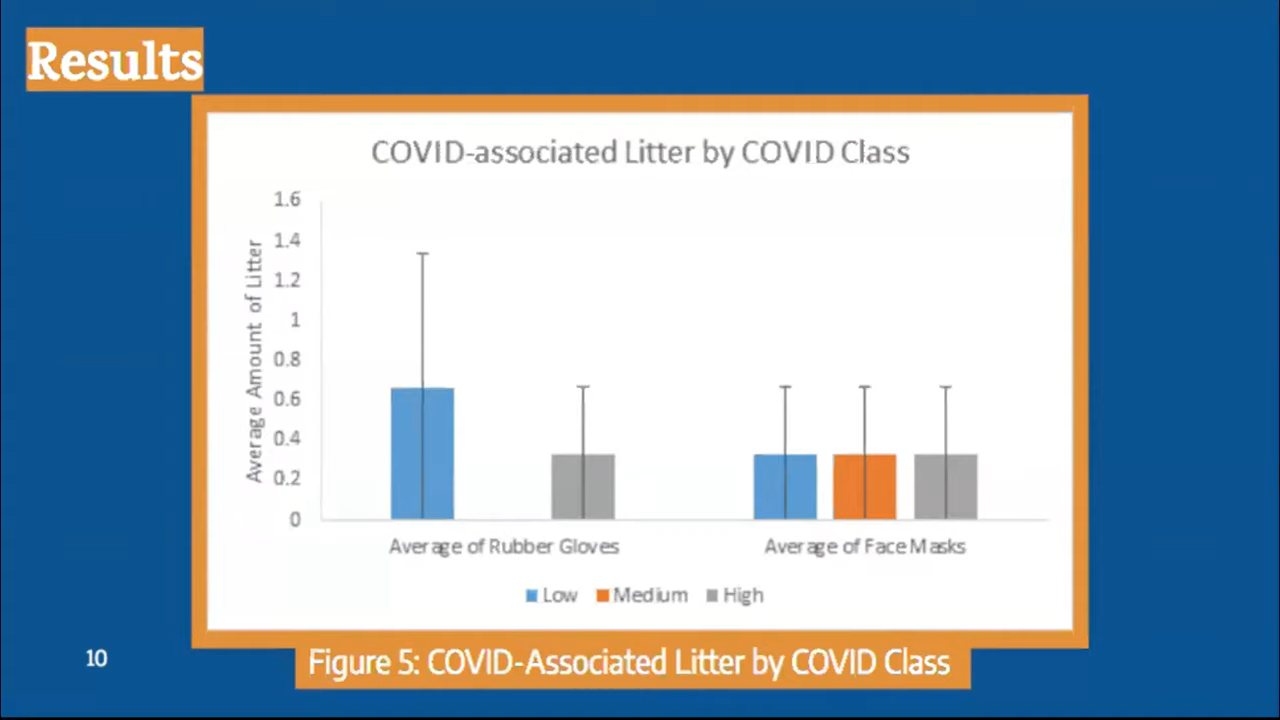 Results
COVID-associated Litter by COVID Class
Average Amount of Litter
1.6
1.4
1.2
1
0.8
0.6
0.4
0.2
0
Average of Rubber Gloves Average of Face Masks
Low Medium High
10
Figure 5: COVID-Associated Litter by COVID Class